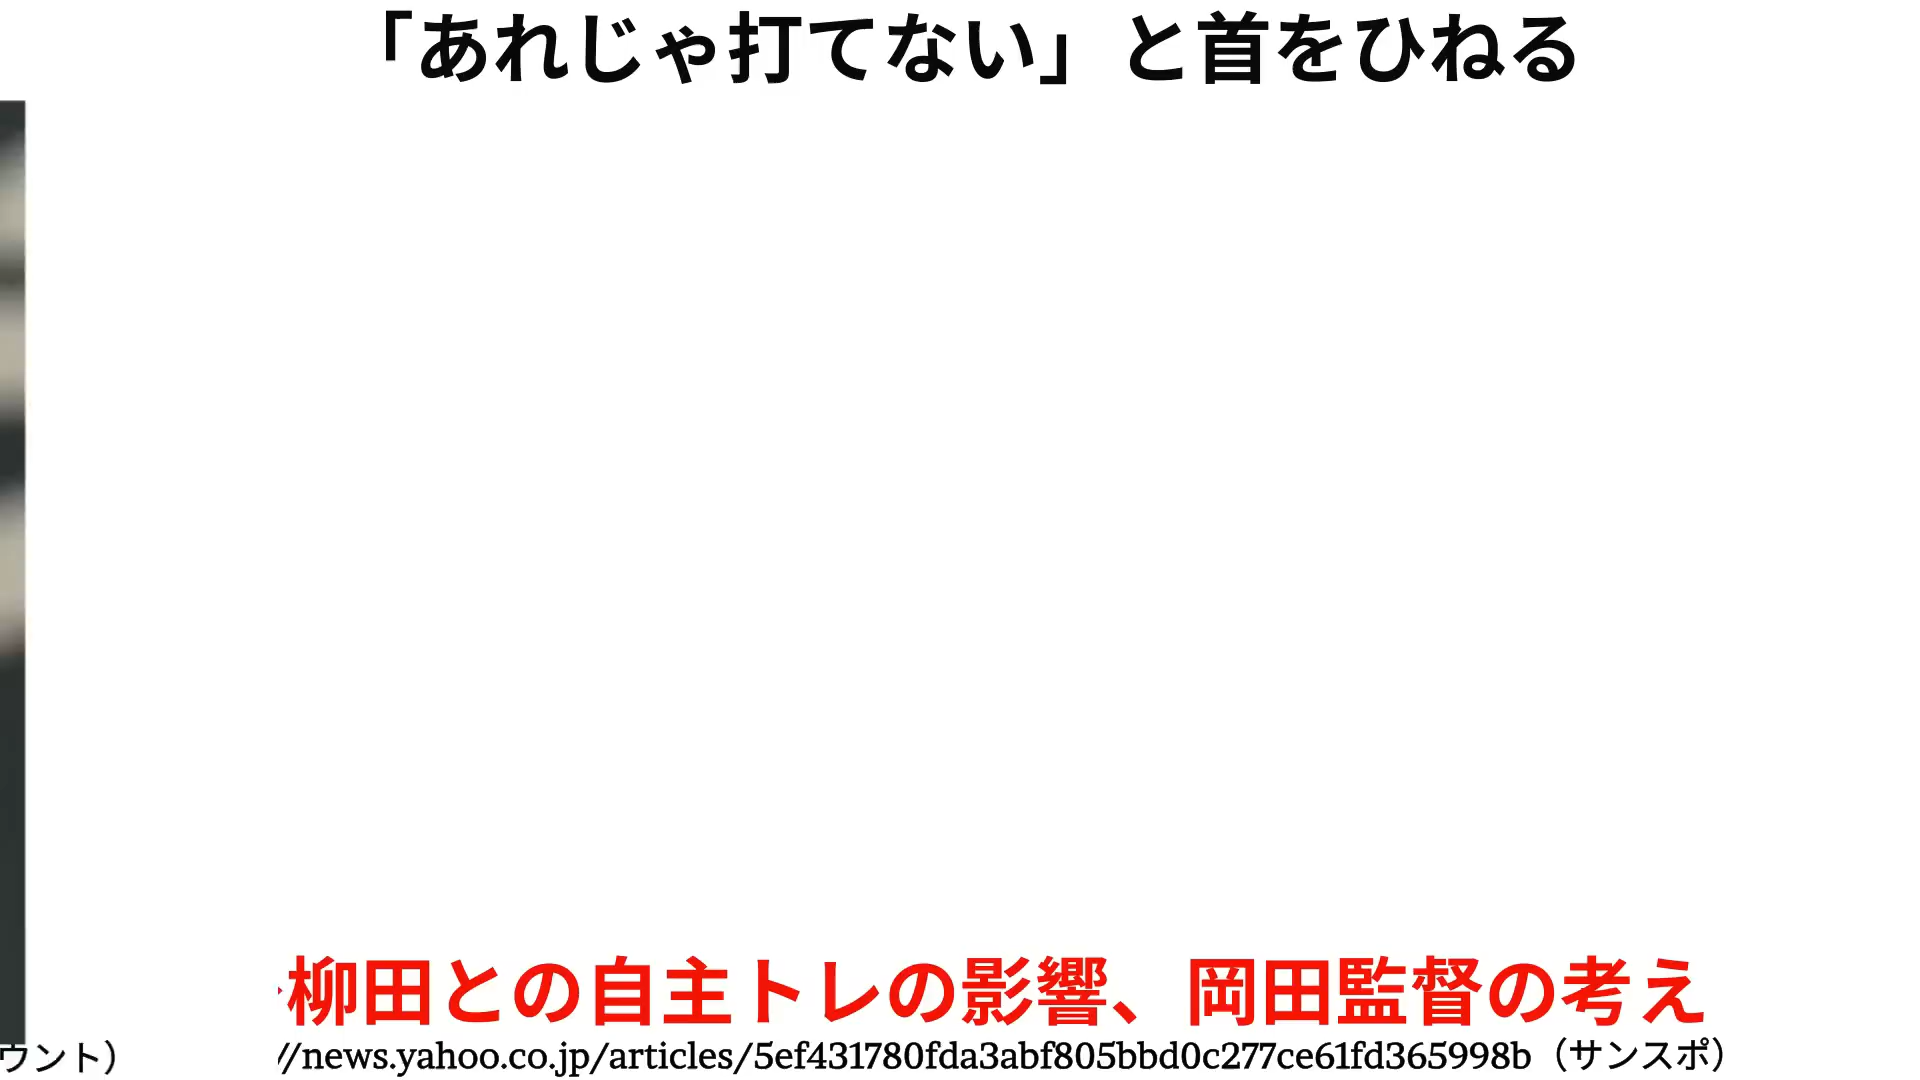 「あれじゃ打てない」と首をひねる
柳田との自主トレの影響、岡田監督の考え
ウント）
//news.yahoo.co.jp/articles/5ef431780fda3abf805bbd0c277ce61fd365998b（サンスポ）